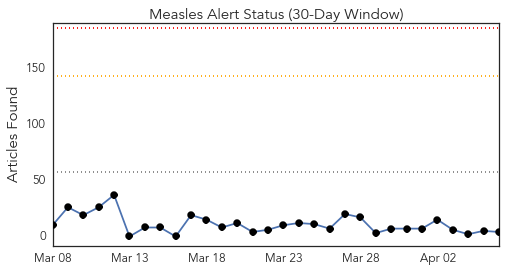 Measles Alert Status (30-Day Window)
Articles Found
150
100
50
0
Mar 08 Mar 13 Mar 18 Mar 23 Mar 28 Apr 02